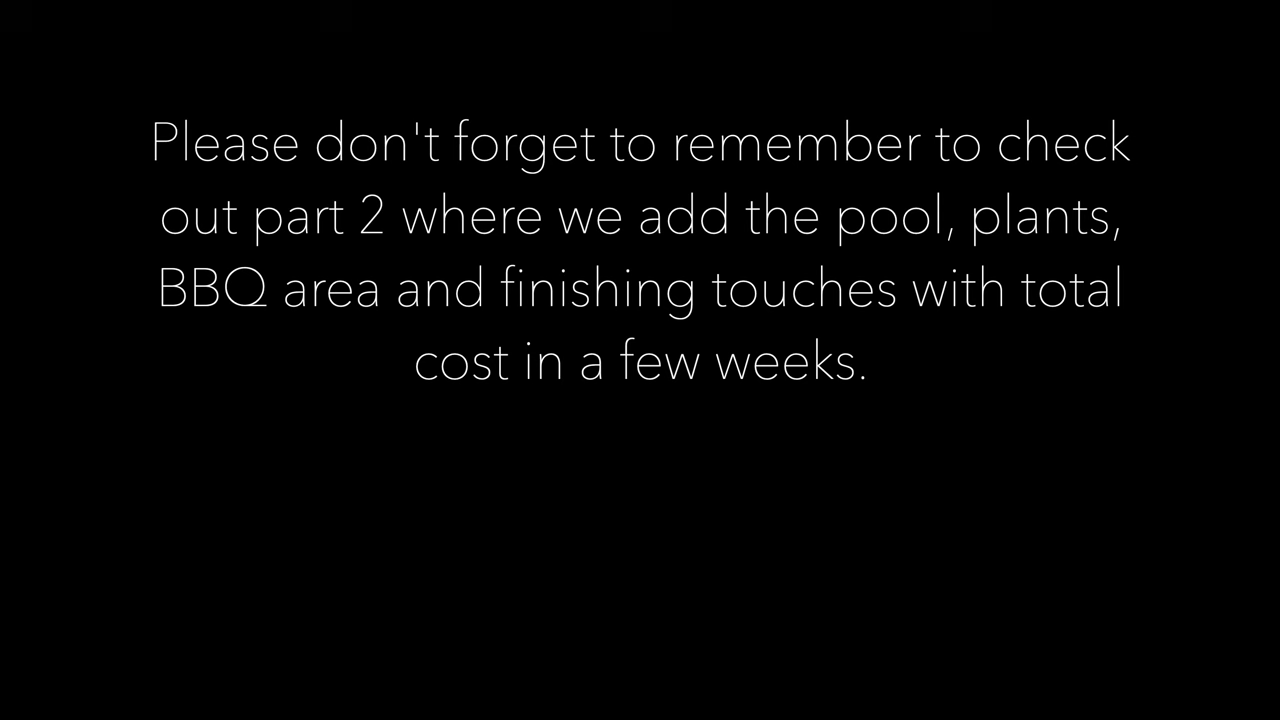 Please don't forget to remember to check
out part 2 where we add the pool, plants,
BBQ area and finishing touches with total
cost in a few weeks.